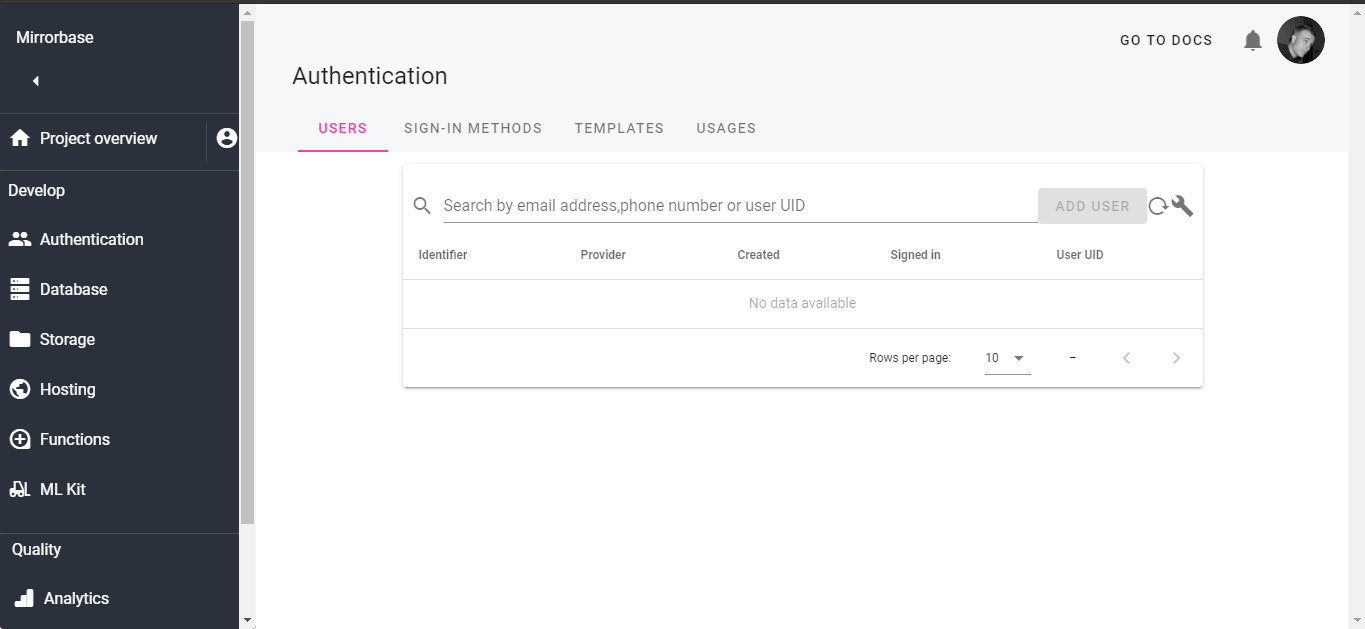 Mirrorbase
Project overview
Develop
Authentication
Database
Storage
Hosting
Functions
ML Kit
Quality
Analytics
GO TO DOCS
Authentication
USERS SIGN-IN METHODS TEMPLATES USAGES
Search by email address,phone number or user UID ADD USER
Identifier Provider Created Signed in User UID
No data available
Rows per page: 10 –